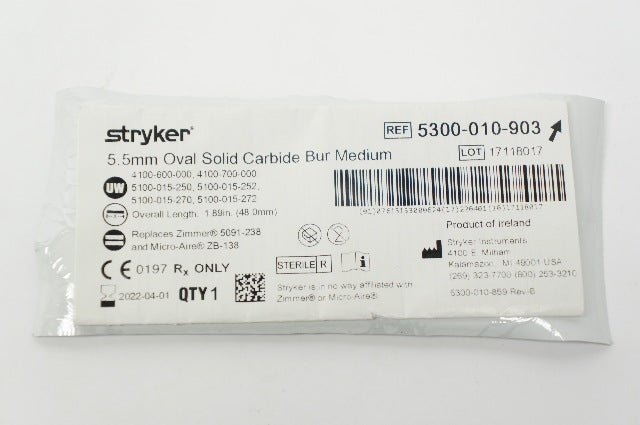 stryker®
REF 5300-010-903
5.5mm Oval Solid Carbide Bur Medium
LOT 17118017
UW
4100-600-000, 4100-700-000
5100-015-250, 5100-015-252,
5100-015-270, 5100-015-272
Overall Length: 1.89in. (48.0mm)
Replaces Zimmer® 5091-238
and Micro-Aire® ZB-138
CE 0197 Rx ONLY
STERILE R
2022-04-01 QTY 1
Stryker is in no way affiliated with
Zimmer® or Micro-Aire®.
Product of Ireland
Stryker Instruments
4100 E. Milham
Kalamazoo, MI 49001 USA
(269) 323-7700 (800) 253-3210
5300-010-859 Rev-B